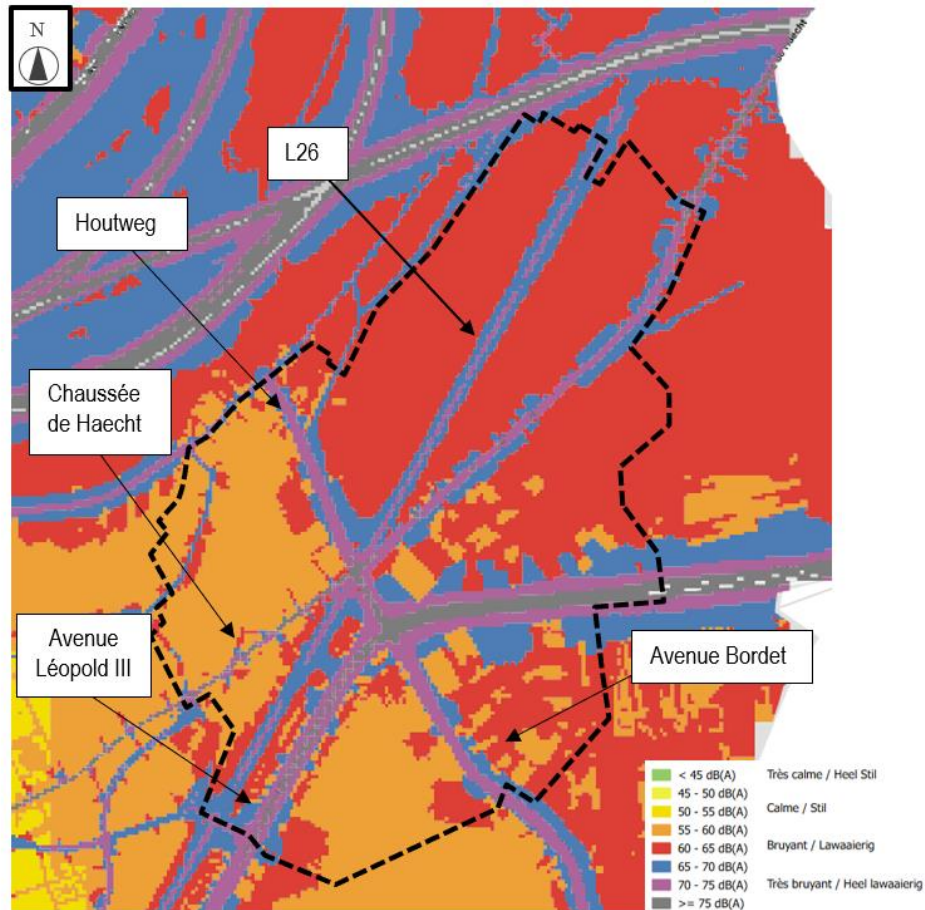 N
L26
Houtweg
Chaussée
de Haecht
Avenue
Léopold III
Avenue Bordet
< 45 dB(A) Très calme / Heel Stil
45 - 50 dB(A)
50 - 55 dB(A) Calme / Stil
55 - 60 dB(A)
60 - 65 dB(A) Bruyant / Lawaaierig
65 - 70 dB(A)
70 - 75 dB(A) Très bruyant / Heel lawaaierig
>= 75 dB(A)